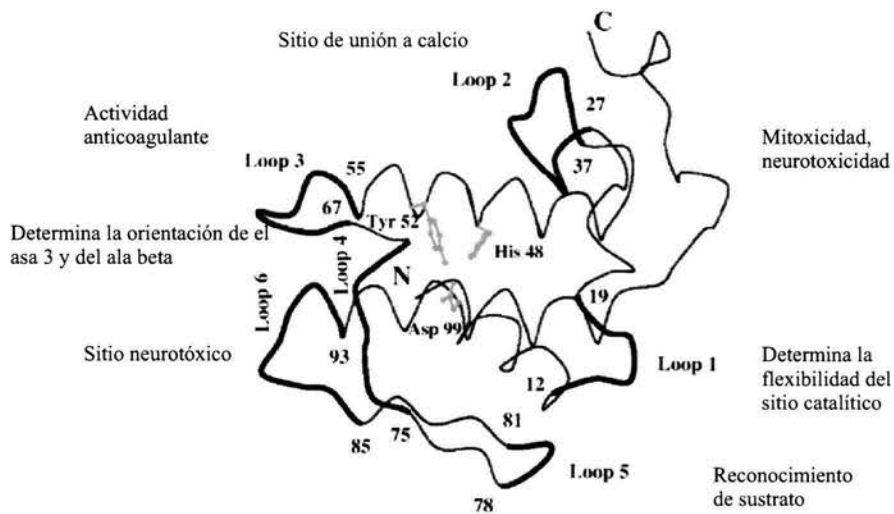 Sitio de unión a calcio
C
Loop 2
27
Actividad
anticoagulante
Mitoxicidad,
neurotoxicidad
Loop 3
55
37
67
Tyr 52
Determina la orientación de el
asa 3 y del ala beta
Loop 4
His 48
N
Loop 6
19
Asp 99
Sitio neurotóxico
93
Loop 1
Determina la
flexibilidad del
sitio catalítico
12
81
85
75
Loop 5
78
Reconocimiento
de sustrato